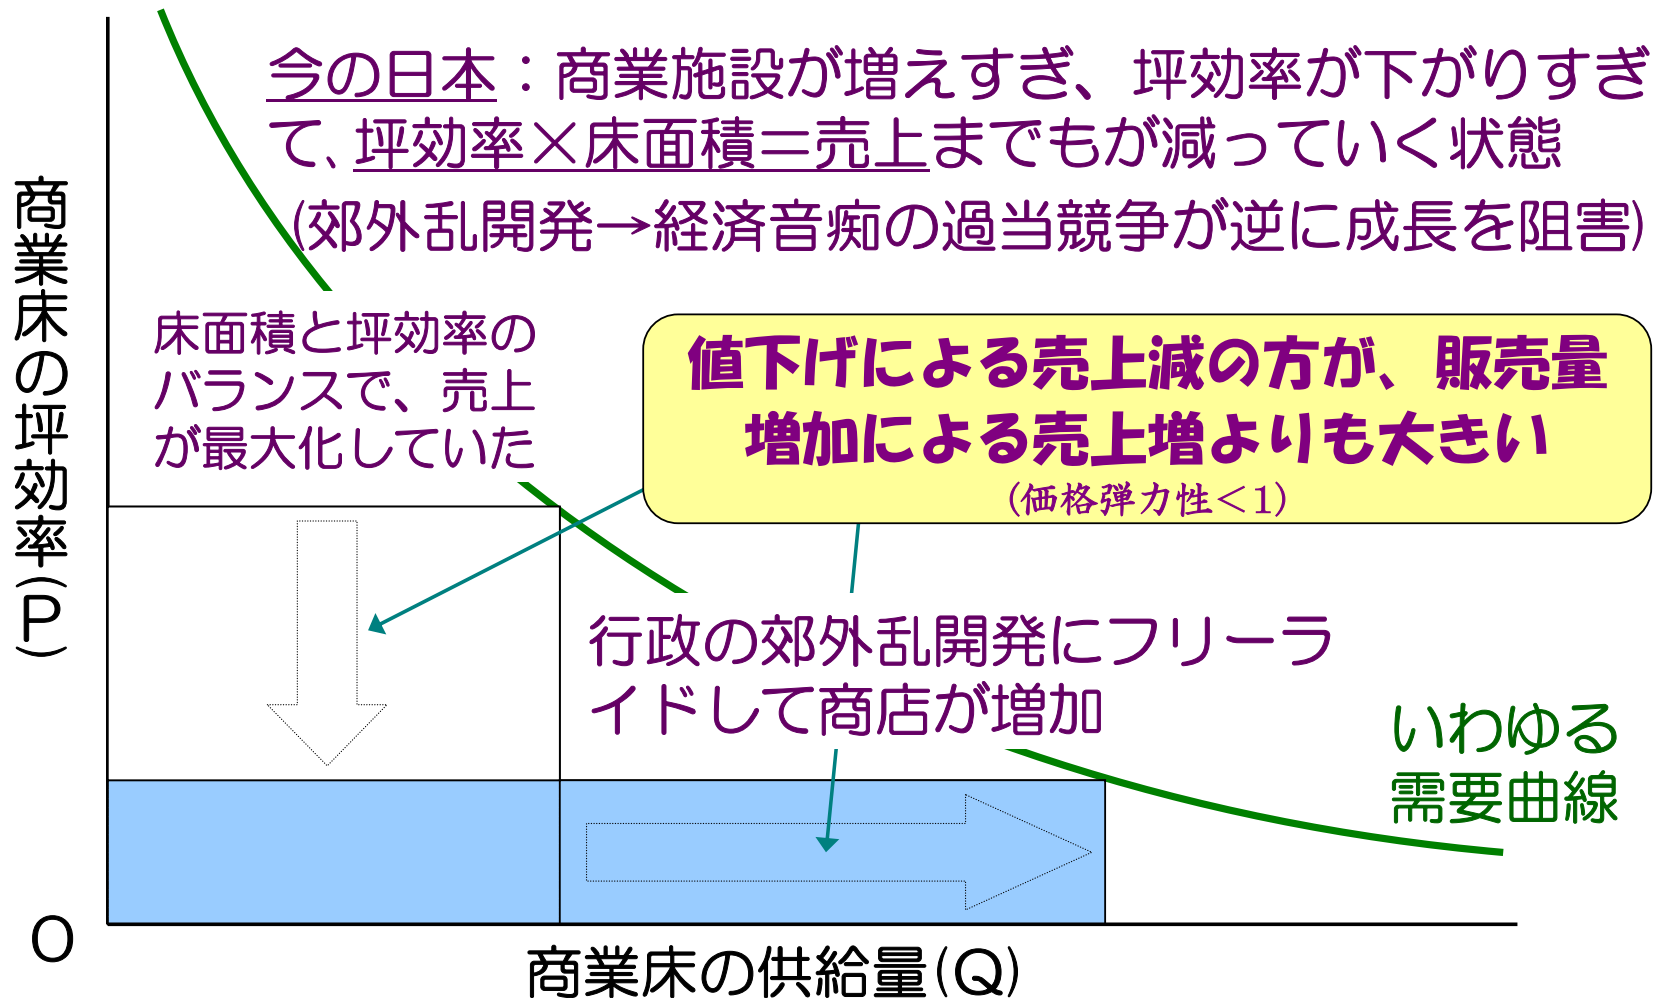 今の日本：商業施設が増えすぎ、坪効率が下がりすぎ
て、坪効率×床面積＝売上までもが減っていく状態
(郊外乱開発→経済音痴の過当競争が逆に成長を阻害)
商業床の坪効率(P)
床面積と坪効率の
バランスで、売上
が最大化していた
値下げによる売上減の方が、販売量
増加による売上増よりも大きい
(価格弾力性＜1)
行政の郊外乱開発にフリーラ
イドして商店が増加
いわゆる
需要曲線
O
商業床の供給量(Q)